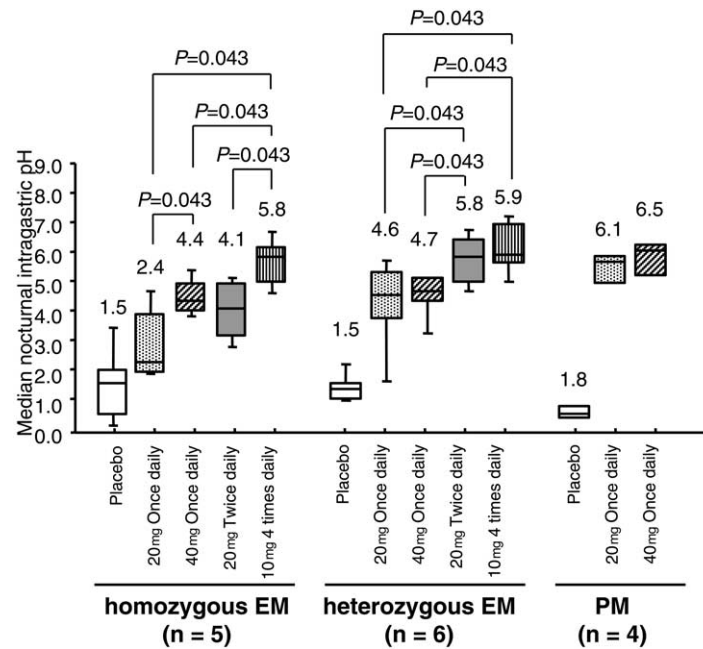 P=0.043
P=0.043
P=0.043
P=0.043
P=0.043
P=0.043
P=0.043
P=0.043
Median nocturnal intragastric pH
9.0
8.0
7.0
6.0
5.0
4.0
3.0
2.0
1.0
0.0
1.5
2.4
4.4
4.1
5.8
1.5
4.6
4.7
5.8
5.9
1.8
6.1
6.5
Placebo
20mg Once daily
40mg Once daily
20mg Twice daily
10mg 4 times daily
Placebo
20mg Once daily
40mg Once daily
20mg Twice daily
10mg 4 times daily
Placebo
20mg Once daily
40mg Once daily
homozygous EM
(n = 5)
heterozygous EM
(n = 6)
PM
(n = 4)